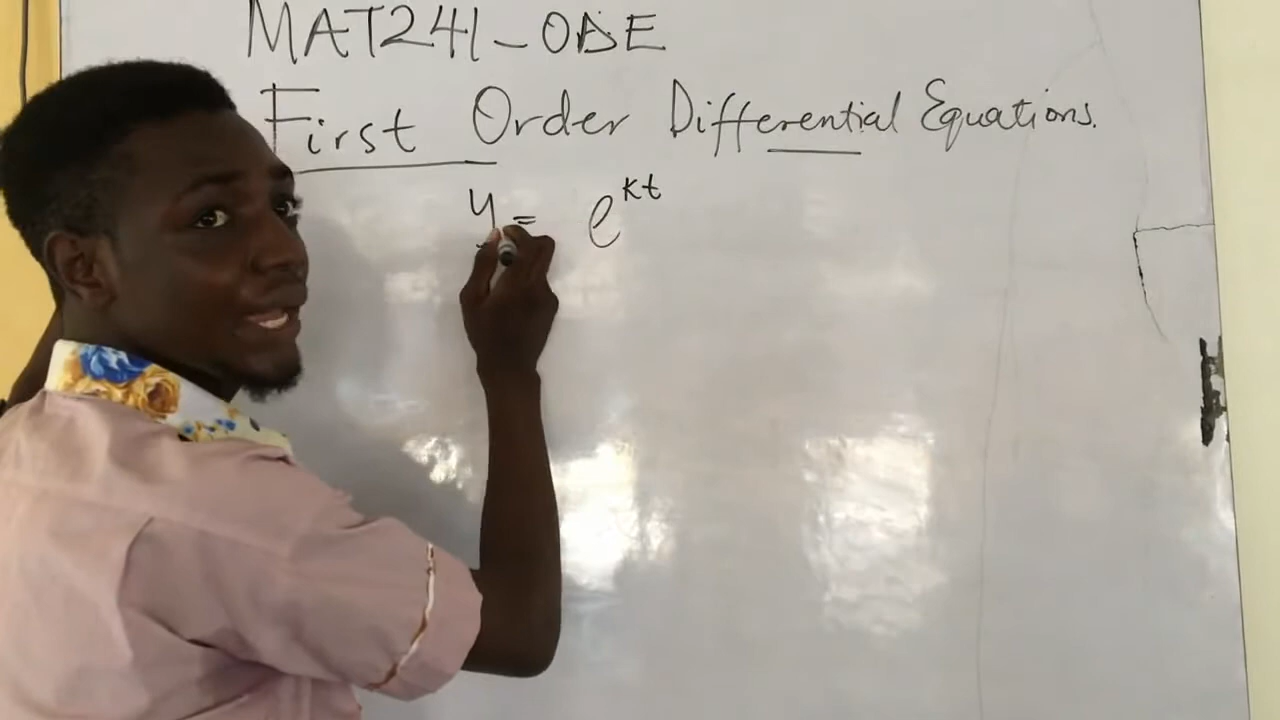 MAT241-ODE
First Order Differential Equations.
y = e^{kt}